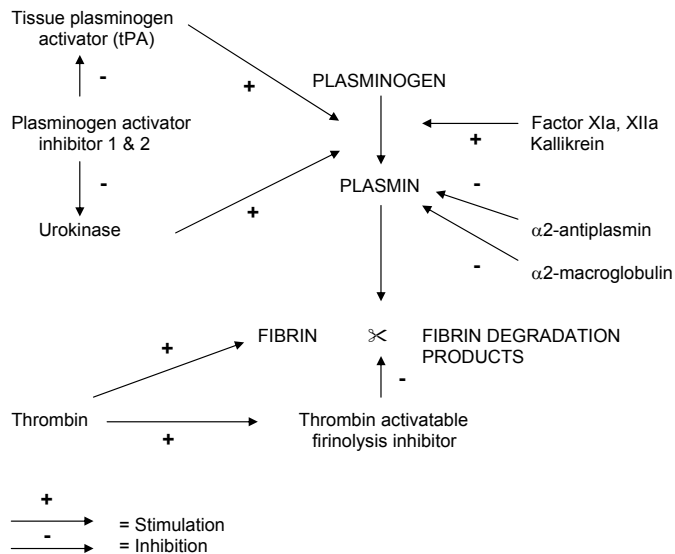 Tissue plasminogen
activator (tPA)
-
+
PLASMINOGEN
Plasminogen activator
inhibitor 1 & 2
Factor XIa, XIIa
Kallikrein
+
-
PLASMIN
-
Urokinase
+
α2-antiplasmin
-
α2-macroglobulin
FIBRIN
FIBRIN DEGRADATION
PRODUCTS
+
-
Thrombin
+
Thrombin activatable
firinolysis inhibitor
+
= Stimulation
-
= Inhibition